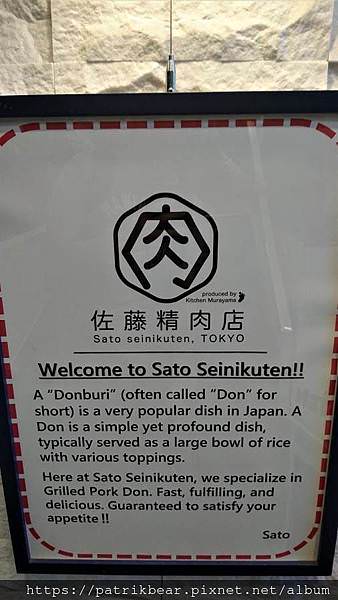 肉
produced by
Kitchen Murayama
佐藤精肉店
Sato seinikuten, TOKYO
Welcome to Sato Seinikuten!!
A "Donburi" (often called "Don" for
short) is a very popular dish in Japan. A
Don is a simple yet profound dish,
typically served as a large bowl of rice
with various toppings.
Here at Sato Seinikuten, we specialize in
Grilled Pork Don. Fast, fulfilling, and
delicious. Guaranteed to satisfy your
appetite!!
Sato
https://patrikbear.pixnet.net/album